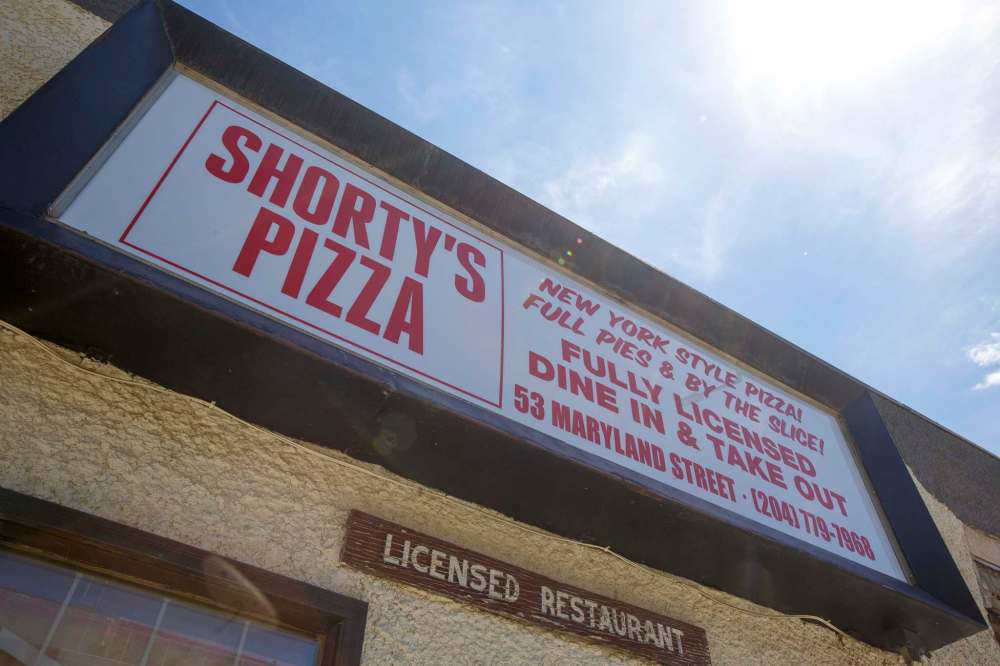 SHORTY'S
PIZZA
NEW YORK STYLE PIZZA!
FULL PIES & BY THE SLICE!
FULLY LICENSED
DINE IN & TAKE OUT
53 MARYLAND STREET · (204) 779-7968
LICENSED RESTAURANT